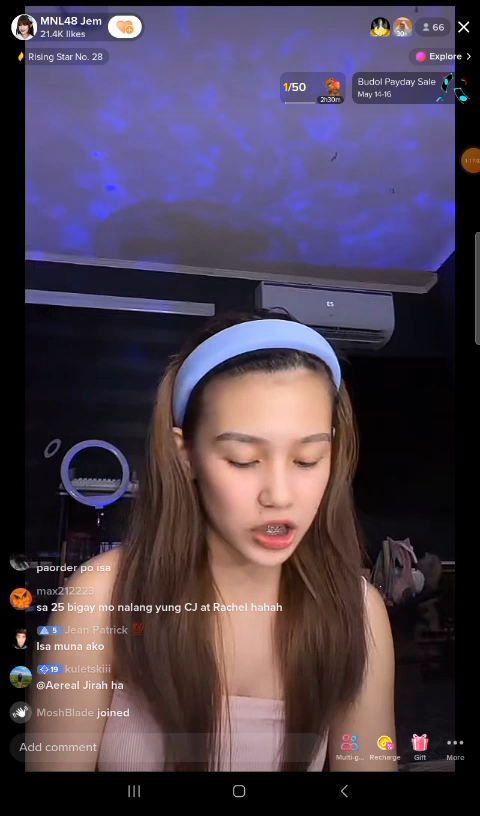 MNL48 Jem
21.4K likes
30+
66
Rising Star No. 28
Explore
1/50
2h30m
Budol Payday Sale
May 14-16
paorder po isa
max212223
sa 25 bigay mo nalang yung CJ at Rachel hahah
5 Jean Patrick 💯
Isa muna ako
19 kuletskiii
@Aereal Jirah ha
MoshBlade joined
Add comment
Multi-g...
Recharge
Gift
More